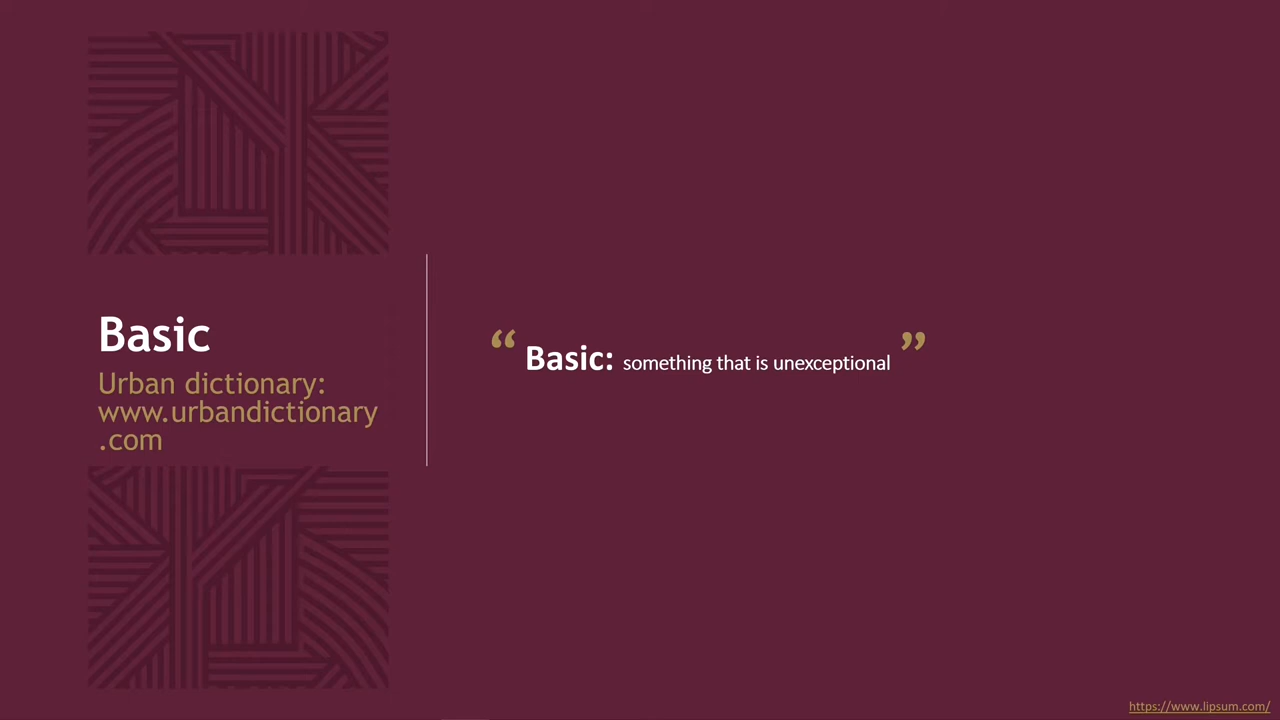 Basic
Urban dictionary:
www.urbandictionary
.com
“ Basic: something that is unexceptional ”
https://www.lipsum.com/